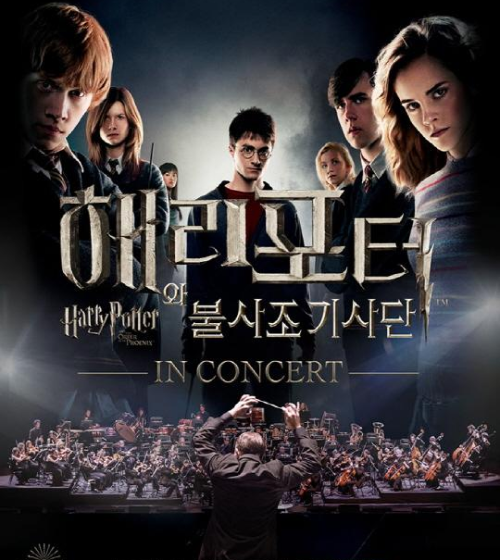 해리포터
와
불사조기사단 ™
Harry Potter
AND THE
ORDER OF THE
PHOENIX
IN CONCERT